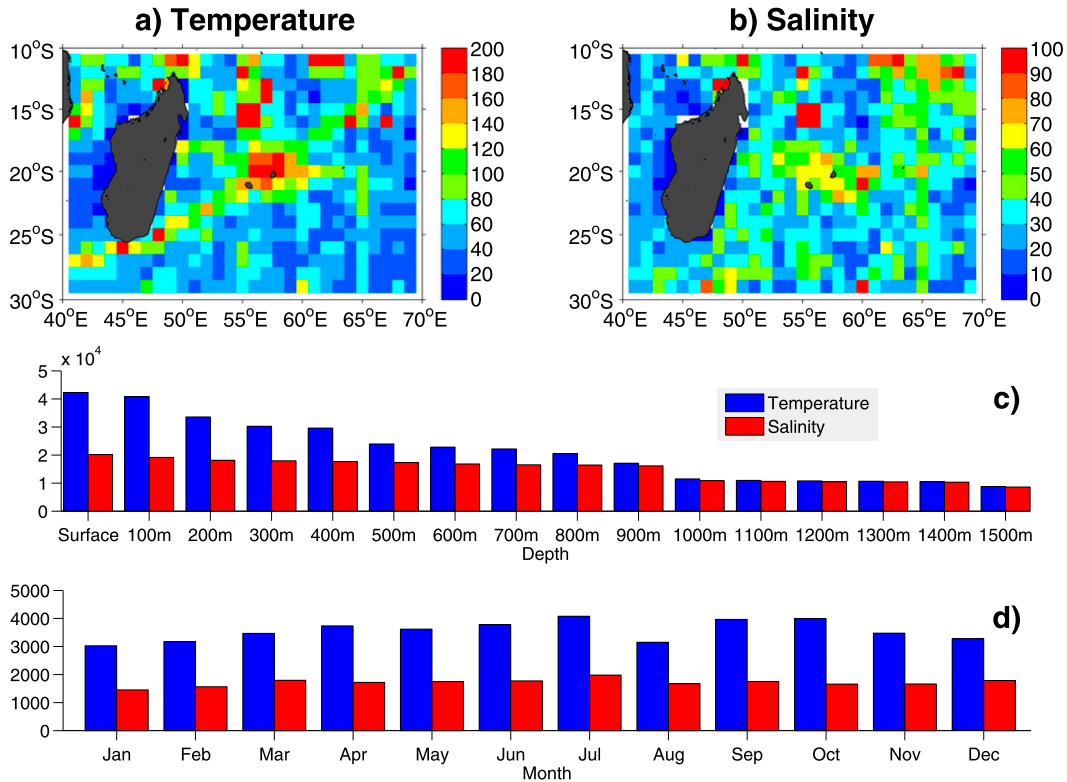 a) Temperature
b) Salinity
10°S
15°S
20°S
25°S
30°S
40°E 45°E 50°E 55°E 60°E 65°E 70°E
200
180
160
140
120
100
80
60
40
20
0
10°S
15°S
20°S
25°S
30°S
40°E 45°E 50°E 55°E 60°E 65°E 70°E
100
90
80
70
60
50
40
30
20
10
0
x 10⁴
5
4
3
2
1
0
c)
Temperature
Salinity
Surface 100m 200m 300m 400m 500m 600m 700m 800m 900m 1000m 1100m 1200m 1300m 1400m 1500m
Depth
5000
4000
3000
2000
1000
0
d)
Jan Feb Mar Apr May Jun Jul Aug Sep Oct Nov Dec
Month